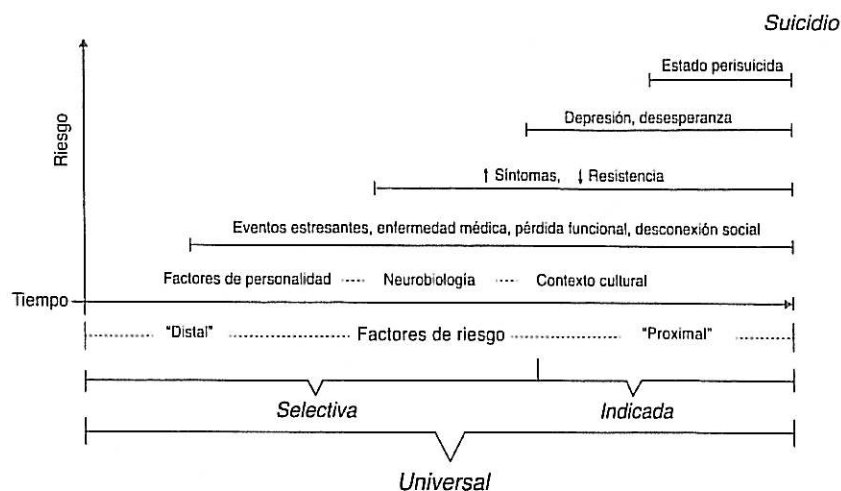 Suicidio
Estado perisuicida
Depresión, desesperanza
Riesgo
↑ Síntomas, ↓ Resistencia
Eventos estresantes, enfermedad médica, pérdida funcional, desconexión social
Factores de personalidad ---- Neurobiología ---- Contexto cultural
Tiempo
"Distal" Factores de riesgo "Proximal"
Selectiva Indicada
Universal